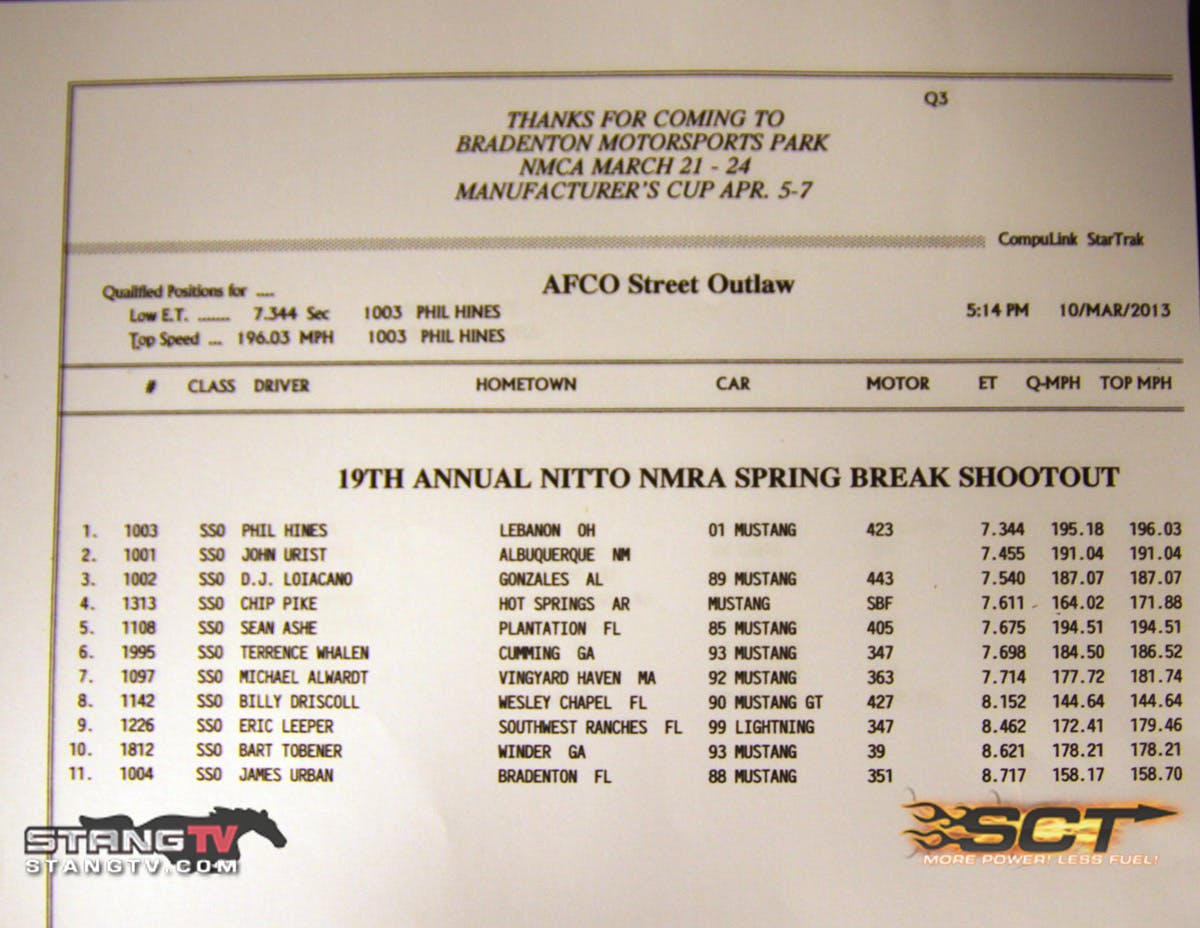 Q3
THANKS FOR COMING TO
BRADENTON MOTORSPORTS PARK
NMCA MARCH 21 - 24
MANUFACTURER'S CUP APR. 5-7
CompuLink StarTrak
Qualified Positions for ....
AFCO Street Outlaw
Low E.T. ....... 7.344 Sec 1003 PHIL HINES 5:14 PM 10/MAR/2013
Top Speed ... 196.03 MPH 1003 PHIL HINES
# CLASS DRIVER HOMETOWN CAR MOTOR ET Q-MPH TOP MPH
19TH ANNUAL NITTO NMRA SPRING BREAK SHOOTOUT
1. 1003 SSO PHIL HINES LEBANON OH 01 MUSTANG 423 7.344 195.18 196.03
2. 1001 SSO JOHN URIST ALBUQUERQUE NM 7.455 191.04 191.04
3. 1002 SSO D.J. LOIACANO GONZALES AL 89 MUSTANG 443 7.540 187.07 187.07
4. 1313 SSO CHIP PIKE HOT SPRINGS AR MUSTANG SBF 7.611 164.02 171.88
5. 1108 SSO SEAN ASHE PLANTATION FL 85 MUSTANG 405 7.675 194.51 194.51
6. 1995 SSO TERRENCE WHALEN CUMMING GA 93 MUSTANG 347 7.698 184.50 186.52
7. 1097 SSO MICHAEL ALWARDT VINGYARD HAVEN MA 92 MUSTANG 363 7.714 177.72 181.74
8. 1142 SSO BILLY DRISCOLL WESLEY CHAPEL FL 90 MUSTANG GT 427 8.152 144.64 144.64
9. 1226 SSO ERIC LEEPER SOUTHWEST RANCHES FL 99 LIGHTNING 347 8.462 172.41 179.46
10. 1812 SSO BART TOBENER WINDER GA 93 MUSTANG 39 8.621 178.21 178.21
11. 1004 SSO JAMES URBAN BRADENTON FL 88 MUSTANG 351 8.717 158.17 158.70
STANGTV
STANGTV.COM
SCT
MORE POWER! LESS FUEL!